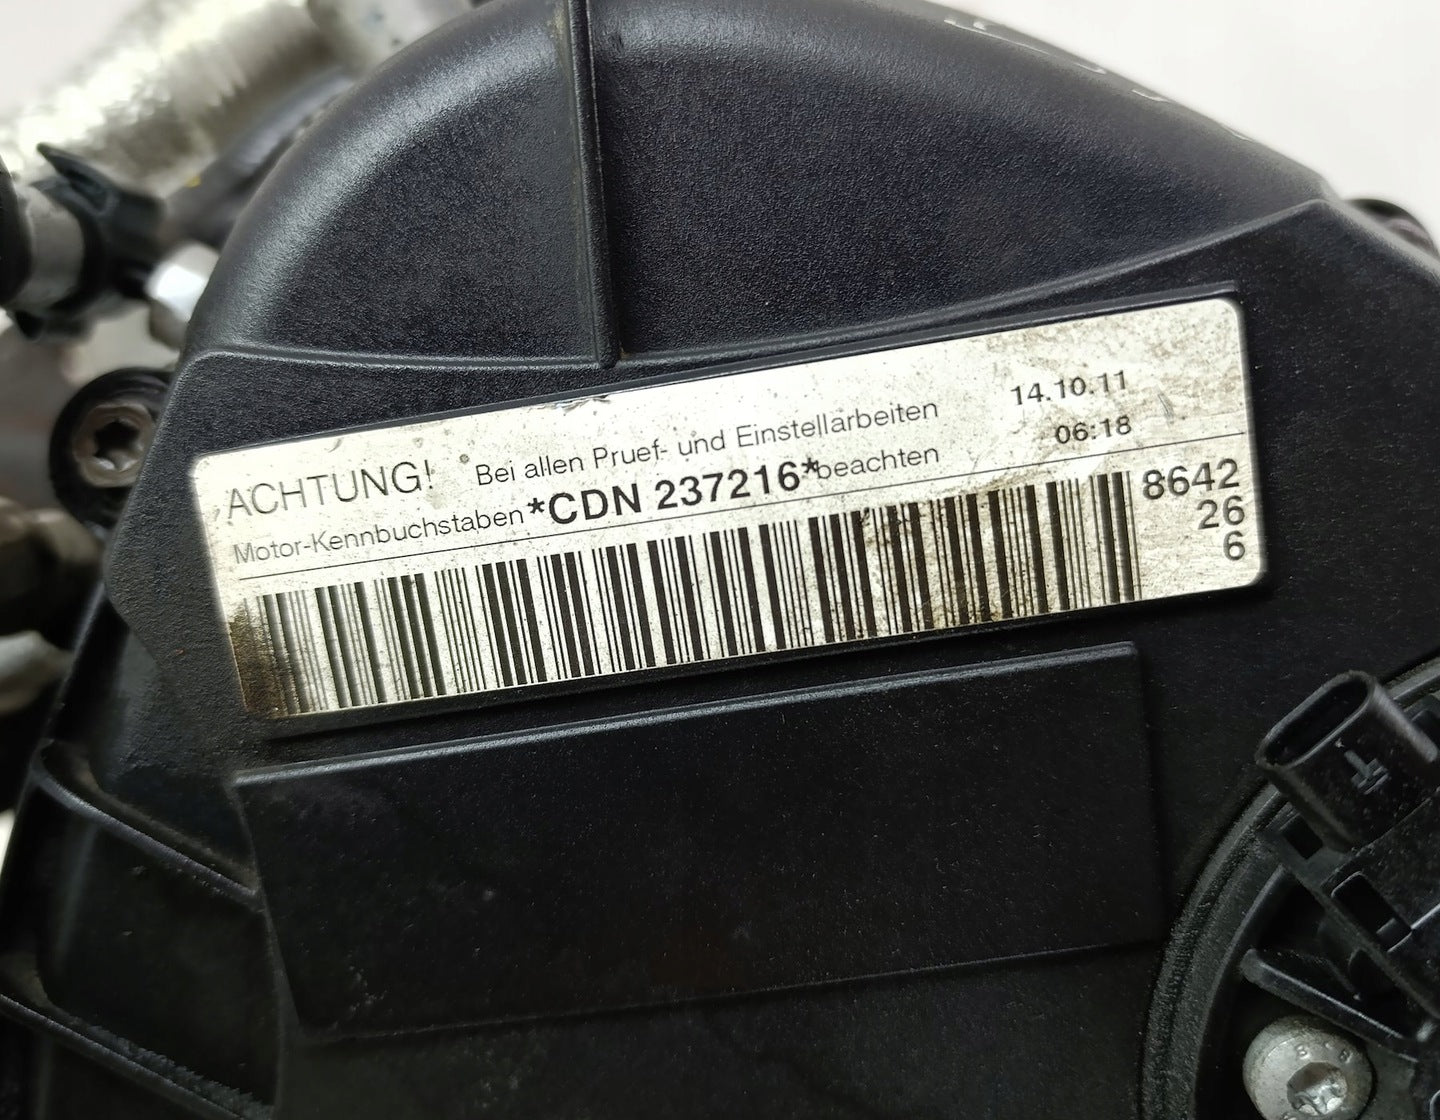 ACHTUNG! Bei allen Pruef- und Einstellarbeiten 14.10.11
Motor-Kennbuchstaben *CDN 237216* beachten 06:18
8642
26
6